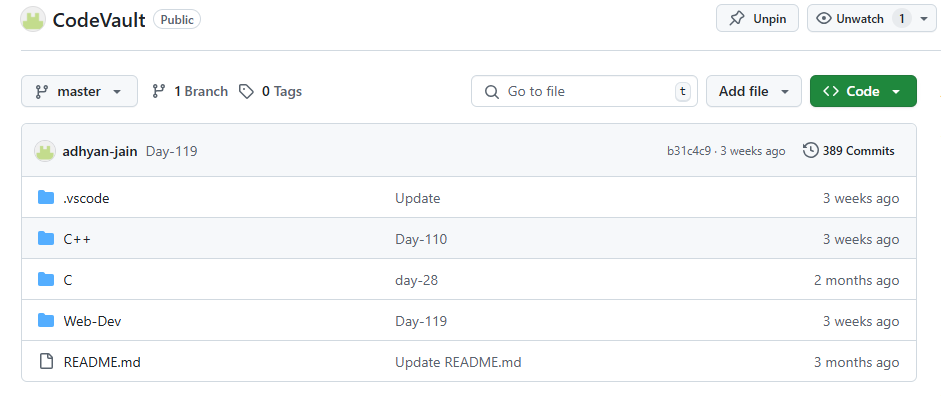 CodeVault Public Unpin Unwatch 1
master 1 Branch 0 Tags Go to file t Add file Code
adhyan-jain Day-119 b31c4c9 · 3 weeks ago 389 Commits
.vscode Update 3 weeks ago
C++ Day-110 3 weeks ago
C day-28 2 months ago
Web-Dev Day-119 3 weeks ago
README.md Update README.md 3 months ago